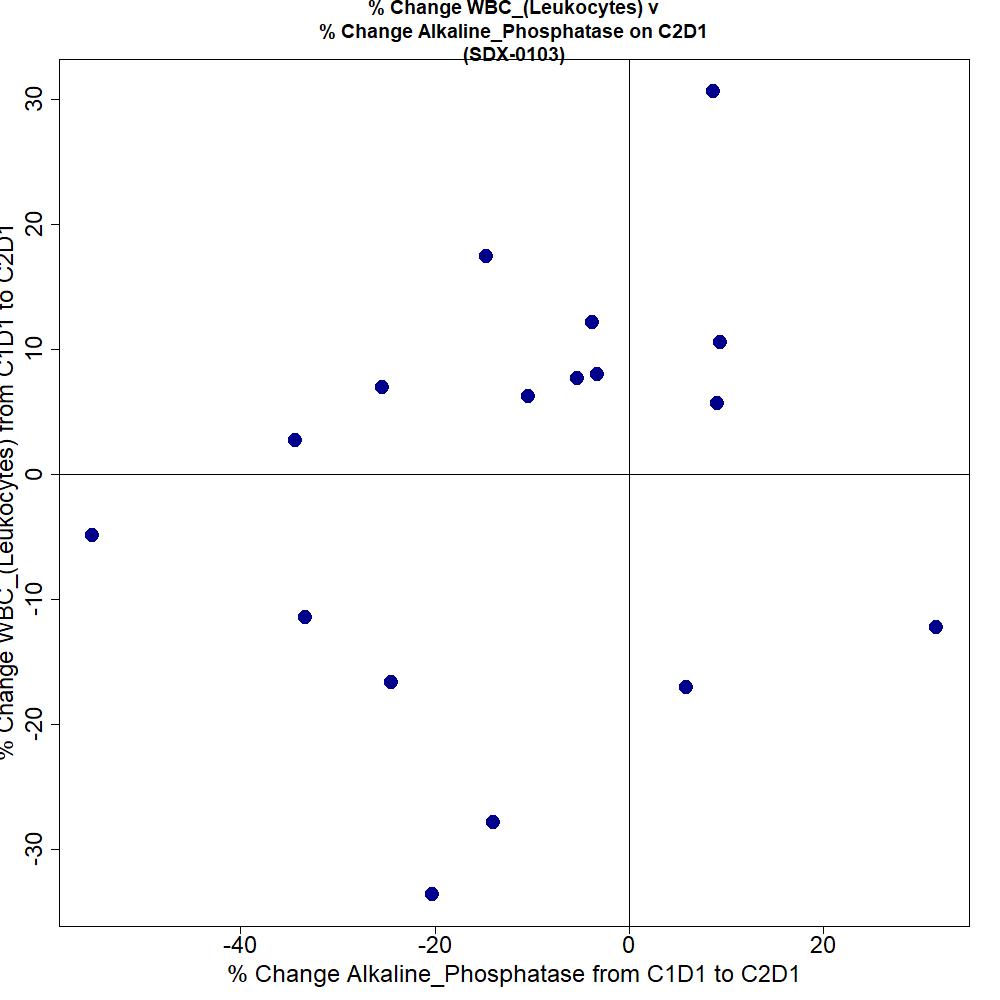 % Change WBC_(Leukocytes) v
% Change Alkaline_Phosphatase on C2D1
(SDX-0103)
% Change WBC_(Leukocytes) from C1D1 to C2D1
30
20
10
0
-10
-20
-30
-40
-20
0
20
% Change Alkaline_Phosphatase from C1D1 to C2D1